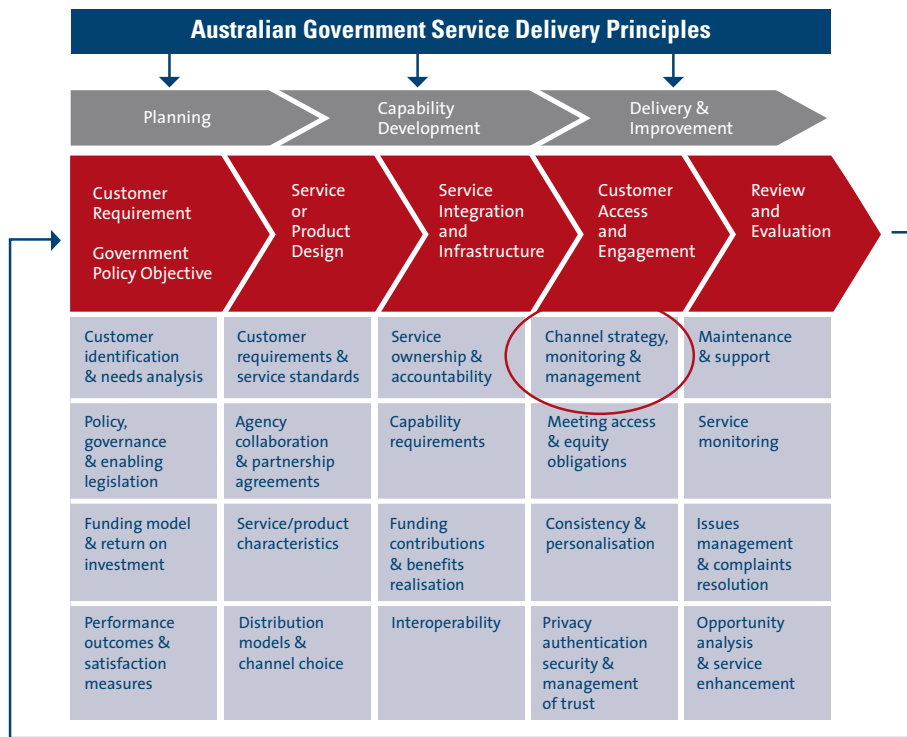 Australian Government Service Delivery Principles
Planning
Capability
Development
Delivery &
Improvement
Customer
Requirement
Government
Policy Objective
Service
or
Product
Design
Service
Integration
and
Infrastructure
Customer
Access
and
Engagement
Review
and
Evaluation
Customer
identification
& needs analysis
Customer
requirements &
service standards
Service
ownership &
accountability
Channel strategy,
monitoring &
management
Maintenance
& support
Policy,
governance
& enabling
legislation
Agency
collaboration
& partnership
agreements
Capability
requirements
Meeting access
& equity
obligations
Service
monitoring
Funding model
& return on
investment
Service/product
characteristics
Funding
contributions
& benefits
realisation
Consistency &
personalisation
Issues
management
& complaints
resolution
Performance
outcomes &
satisfaction
measures
Distribution
models &
channel choice
Interoperability
Privacy
authentication
security &
management
of trust
Opportunity
analysis
& service
enhancement